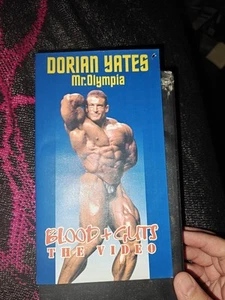 DORIAN YATES
Mr.Olympia
BLOOD + GUTS
THE VIDEO